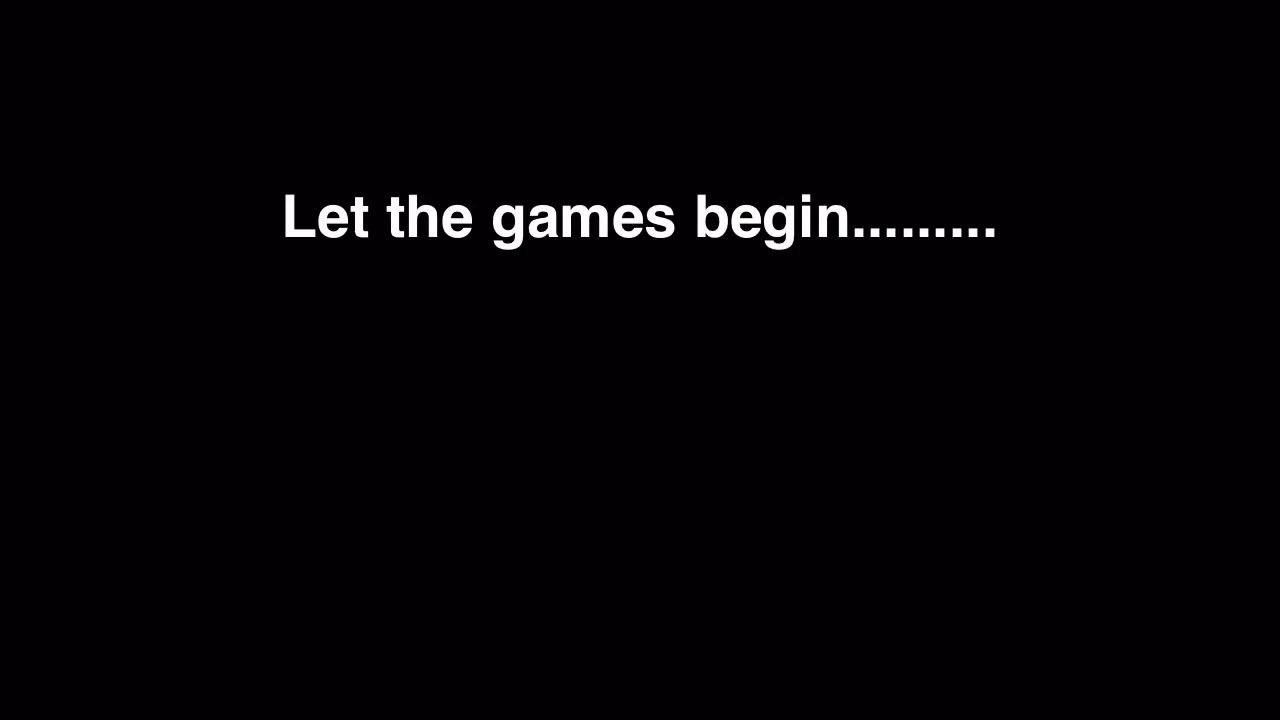 Let the games begin.........